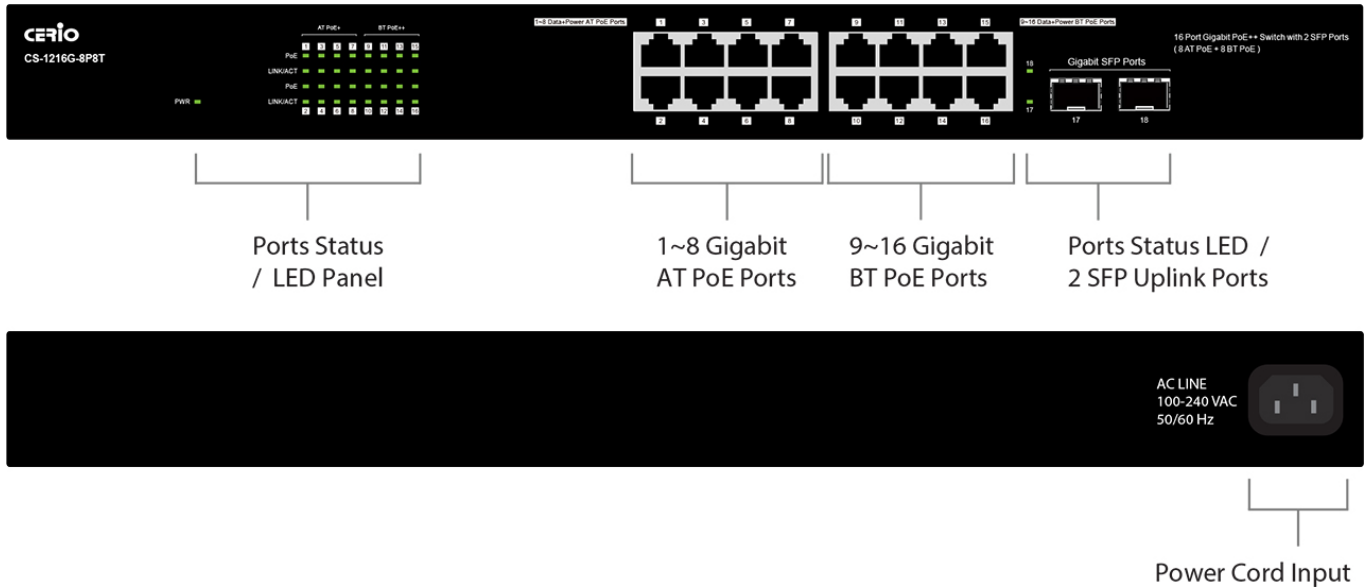 CERIO
CS-1216G-8P8T
PWR
AT PoE+ BT PoE++
1 3 5 7 9 11 13 15
PoE
LINK/ACT
PoE
LINK/ACT
2 4 6 8 10 12 14 16
1~8 Data+Power AT PoE Ports
1 3 5 7
2 4 6 8
9 11 13 15
10 12 14 16
9~16 Data+Power BT PoE Ports
18
17
Gigabit SFP Ports
17 18
16 Port Gigabit PoE++ Switch with 2 SFP Ports
( 8 AT PoE + 8 BT PoE )
Ports Status
/ LED Panel
1~8 Gigabit
AT PoE Ports
9~16 Gigabit
BT PoE Ports
Ports Status LED /
2 SFP Uplink Ports
AC LINE
100-240 VAC
50/60 Hz
Power Cord Input